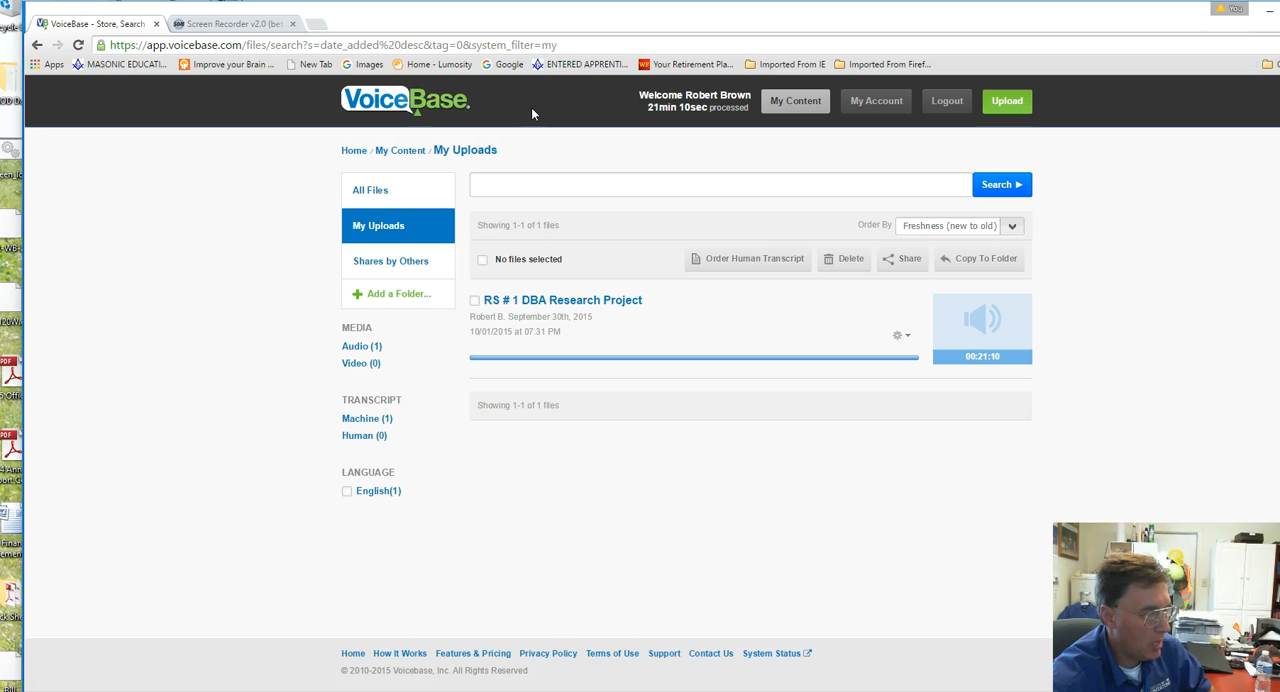 VoiceBase - Store, Search
Screen Recorder v2.0 (bet
You
https://app.voicebase.com/files/search?s=date_added%20desc&tag=0&system_filter=my
Apps
MASONIC EDUCATI...
Improve your Brain ...
New Tab
Images
Home - Lumosity
Google
ENTERED APPRENTI...
Your Retirement Pla...
Imported From IE
Imported From Firef...
VoiceBase
Welcome Robert Brown
21min 10sec processed
My Content
My Account
Logout
Upload
Home / My Content / My Uploads
All Files
My Uploads
Shares by Others
Add a Folder...
Search
Showing 1-1 of 1 files
Order By
Freshness (new to old)
No files selected
Order Human Transcript
Delete
Share
Copy To Folder
RS # 1 DBA Research Project
Robert B. September 30th, 2015
10/01/2015 at 07:31 PM
00:21:10
MEDIA
Audio (1)
Video (0)
TRANSCRIPT
Machine (1)
Human (0)
Showing 1-1 of 1 files
LANGUAGE
English(1)
Home How It Works Features & Pricing Privacy Policy Terms of Use Support Contact Us System Status
© 2010-2015 Voicebase, Inc. All Rights Reserved